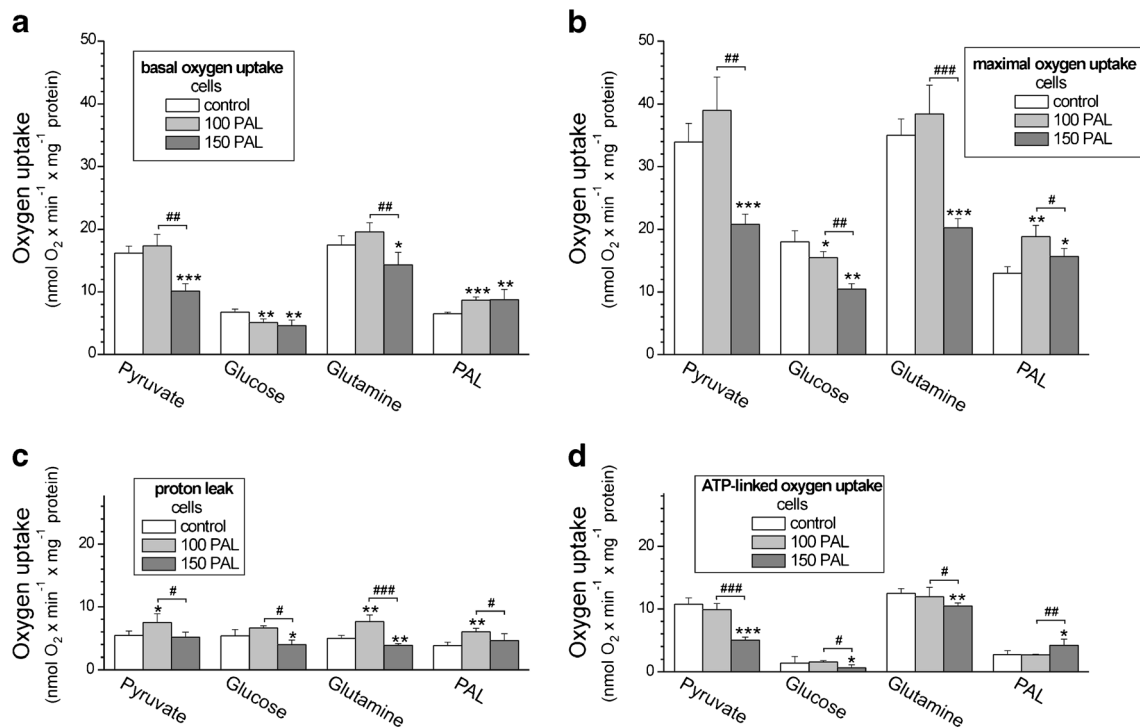 a
Oxygen uptake
(nmol O₂ x min⁻¹ x mg⁻¹ protein)
50
40
30
20
10
0
basal oxygen uptake
cells
control
100 PAL
150 PAL
##
***
**
**
##
*
***
**
Pyruvate
Glucose
Glutamine
PAL
b
Oxygen uptake
(nmol O₂ x min⁻¹ x mg⁻¹ protein)
50
40
30
20
10
0
maximal oxygen uptake
cells
control
100 PAL
150 PAL
##
***
*
##
**
###
***
#
**
*
Pyruvate
Glucose
Glutamine
PAL
c
Oxygen uptake
(nmol O₂ x min⁻¹ x mg⁻¹ protein)
20
10
0
proton leak
cells
control
100 PAL
150 PAL
#
*
#
*
###
**
**
#
**
Pyruvate
Glucose
Glutamine
PAL
d
Oxygen uptake
(nmol O₂ x min⁻¹ x mg⁻¹ protein)
20
10
0
ATP-linked oxygen uptake
cells
control
100 PAL
150 PAL
###
***
#
*
#
**
##
*
Pyruvate
Glucose
Glutamine
PAL